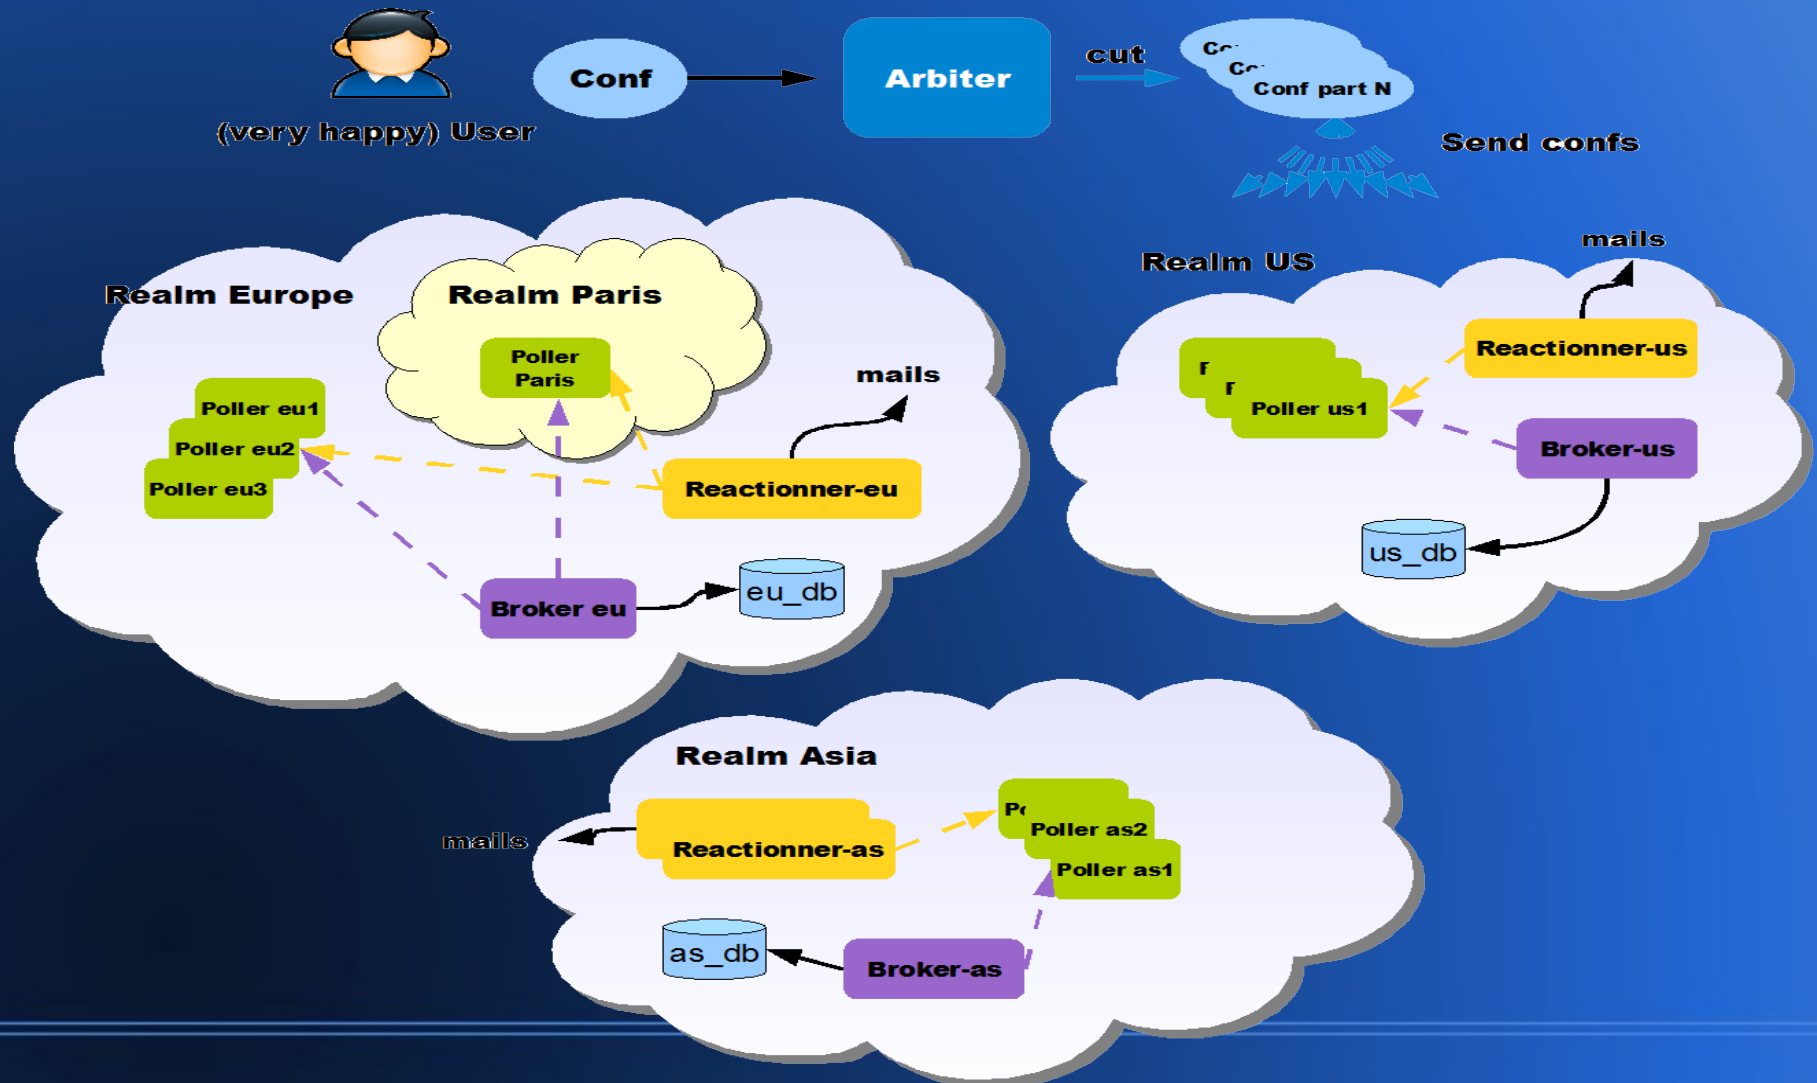 Conf
Arbiter
cut
Conf part N
(very happy) User
Send confs
Realm Europe
Realm Paris
Poller
Paris
mails
Poller eu1
Poller eu2
Poller eu3
Reactionner-eu
Broker eu
eu_db
Realm US
mails
Reactionner-us
Poller us1
Broker-us
us_db
Realm Asia
mails
Reactionner-as
Poller as2
Poller as1
as_db
Broker-as